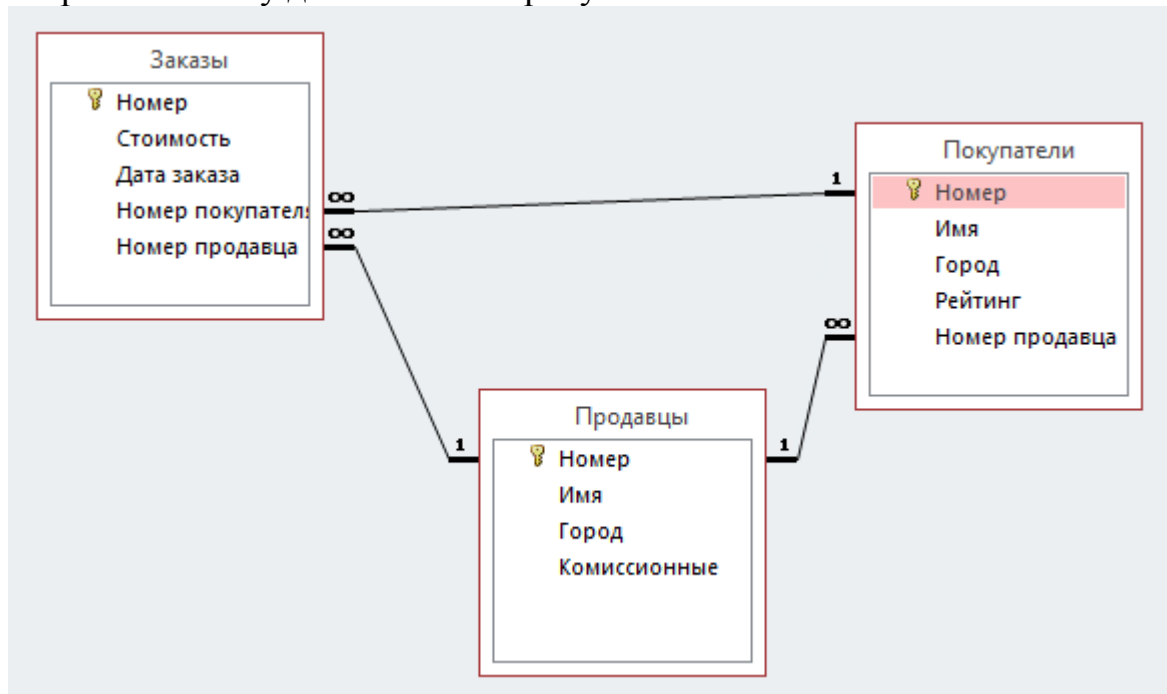 Заказы
Номер
Стоимость
Дата заказа
Номер покупателя
Номер продавца
∞
∞
1
Покупатели
Номер
Имя
Город
Рейтинг
Номер продавца
∞
1
1
Продавцы
Номер
Имя
Город
Комиссионные